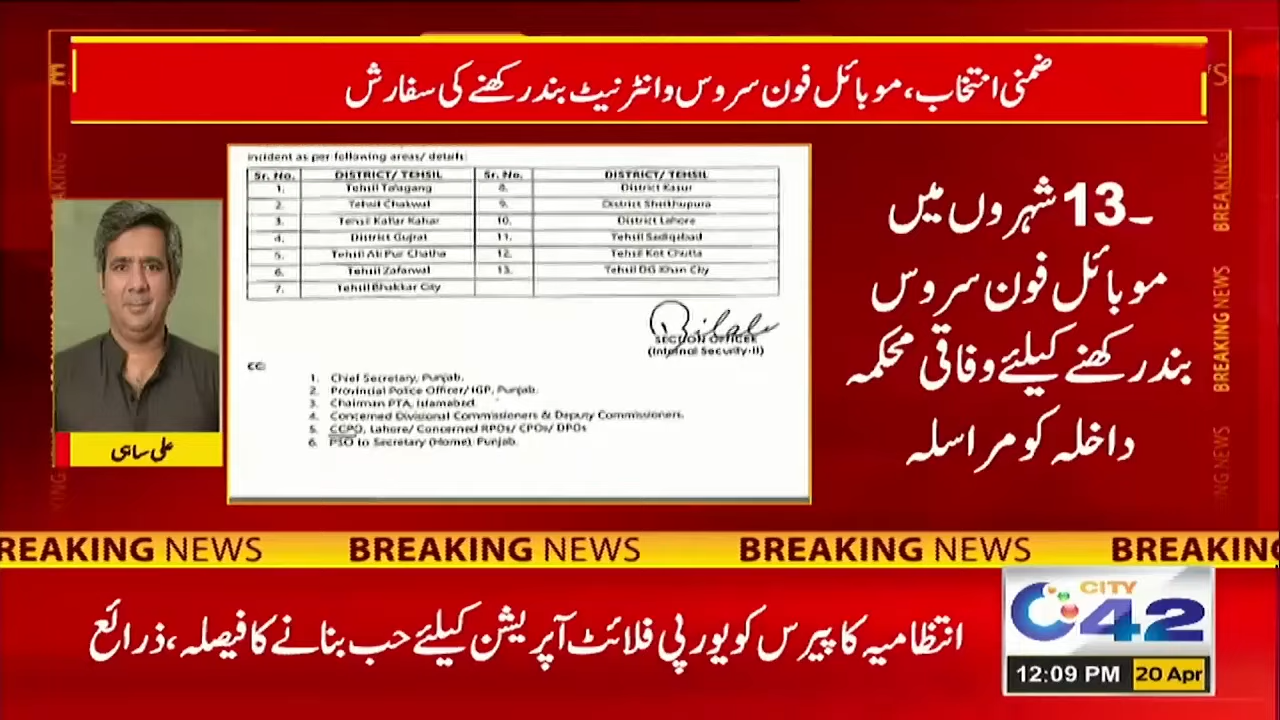 ضمنی انتخاب، موبائل فون سروس و انٹرنیٹ بند رکھنے کی سفارش
incident as per following areas/ details:
Sr. No. DISTRICT/ TEHSIL Sr. No. DISTRICT/ TEHSIL
1. Tehsil Talagang 8. District Kasur
2. Tehsil Chakwal 9. District Sheikhupura
3. Tehsil Kallar Kahar 10. District Lahore
4. District Gujrat 11. Tehsil Sadiqabad
5. Tehsil Ali Pur Chatha 12. Tehsil Kot Chutta
6. Tehsil Zafarwal 13. Tehsil DG Khan City
7. Tehsil Bhakkar City
Bilal
SECTION OFFICER
(Internal Security-II)
CC:
1. Chief Secretary, Punjab.
2. Provincial Police Officer/ IGP, Punjab.
3. Chairman PTA, Islamabad.
4. Concerned Divisional Commissioners & Deputy Commissioners.
5. CCPO, Lahore/ Concerned RPOs/ CPOs/ DPOs
6. PSO to Secretary (Home), Punjab.
13 شہروں میں۔
موبائل فون سروس
بند رکھنے کیلئے وفاقی محکمہ
داخلہ کو مراسلہ
علی ساہی
BREAKING NEWS
BREAKING NEWS
BREAKING NEWS BREAKING NEWS BREAKING NEWS BREAKING
انتظامیہ کا پیرس کو یورپی فلائٹ آپریشن کیلئے حب بنانے کا فیصلہ، ذرائع
CITY
42
12:09 PM 20 Apr